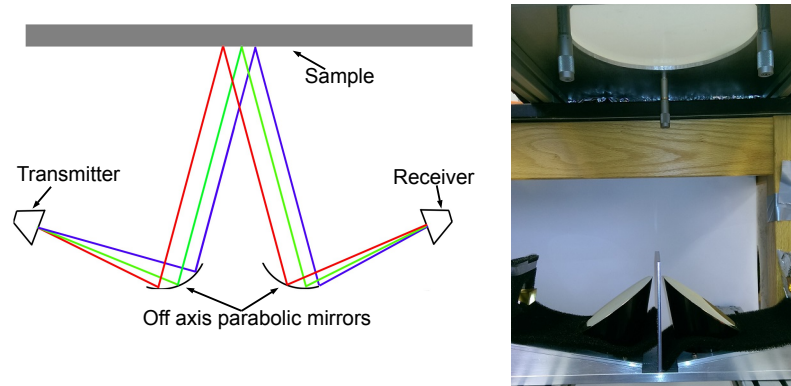 Sample
Transmitter
Receiver
Off axis parabolic mirrors